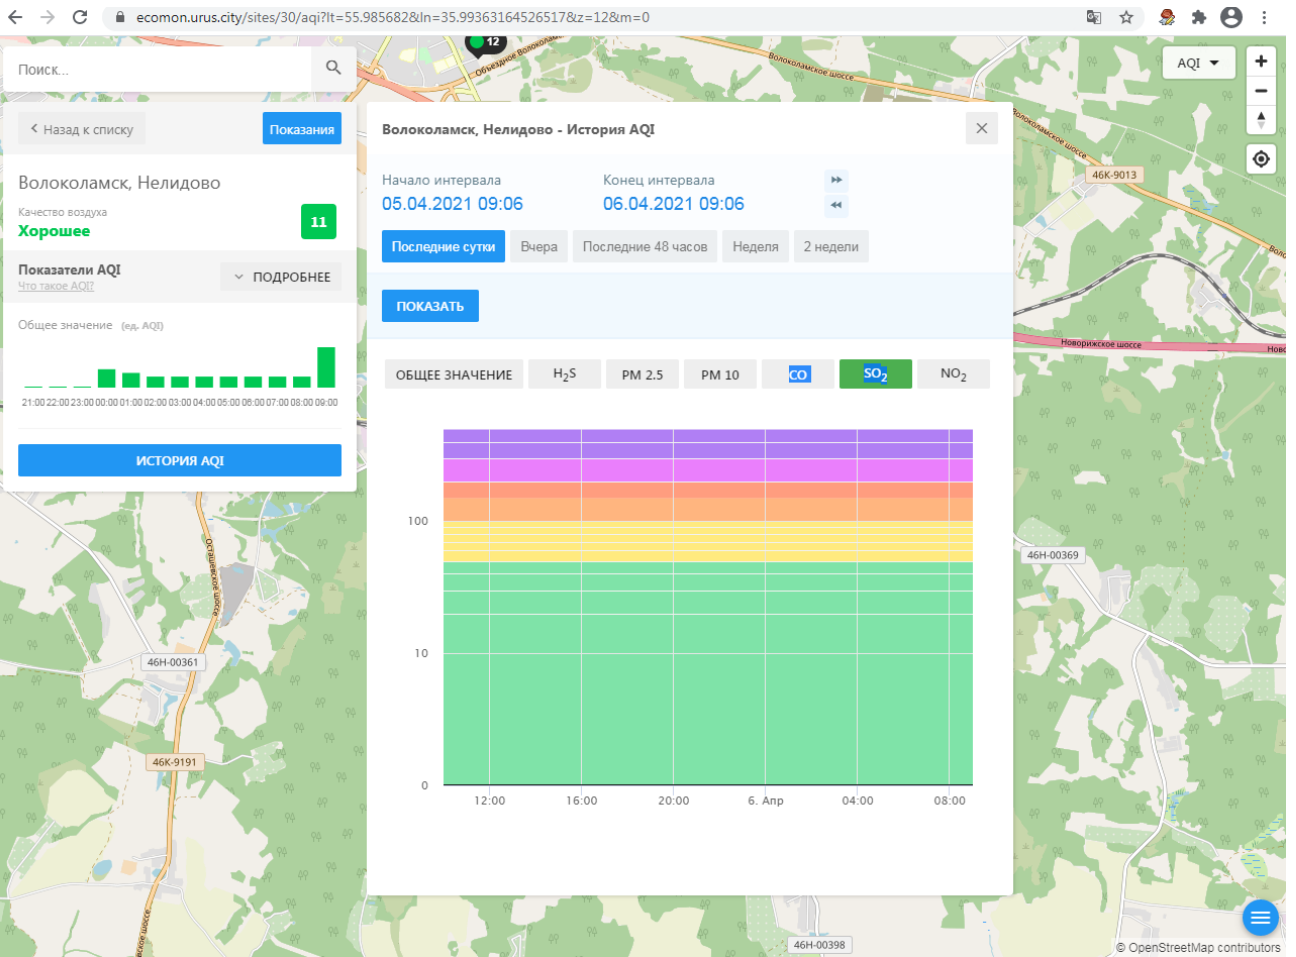 ecomon.urus.city/sites/30/aqi?lt=55.985682&ln=35.99363164526517&z=12&m=0
12
Объездное Волоколамск
Волоколамское шоссе
Поиск...
AQI
Назад к списку
Показания
Волоколамск, Нелидово - История AQI
Волоколамское шоссе
46К-9013
Волоколамск, Нелидово
Начало интервала
Конец интервала
05.04.2021 09:06
06.04.2021 09:06
Качество воздуха
Хорошее
11
Последние сутки
Вчера
Последние 48 часов
Неделя
2 недели
Показатели AQI
Что такое AQI?
ПОДРОБНЕЕ
ПОКАЗАТЬ
Общее значение (ед. AQI)
Новорижское шоссе
Ново
ОБЩЕЕ ЗНАЧЕНИЕ
H2S
PM 2.5
PM 10
CO
SO2
NO2
21:00 22:00 23:00 00:00 01:00 02:00 03:00 04:00 05:00 06:00 07:00 08:00 09:00
ИСТОРИЯ AQI
100
10
0
12:00
16:00
20:00
6. Апр
04:00
08:00
Осташевское шоссе
46Н-00369
46Н-00361
46К-9191
46Н-00398
© OpenStreetMap contributors